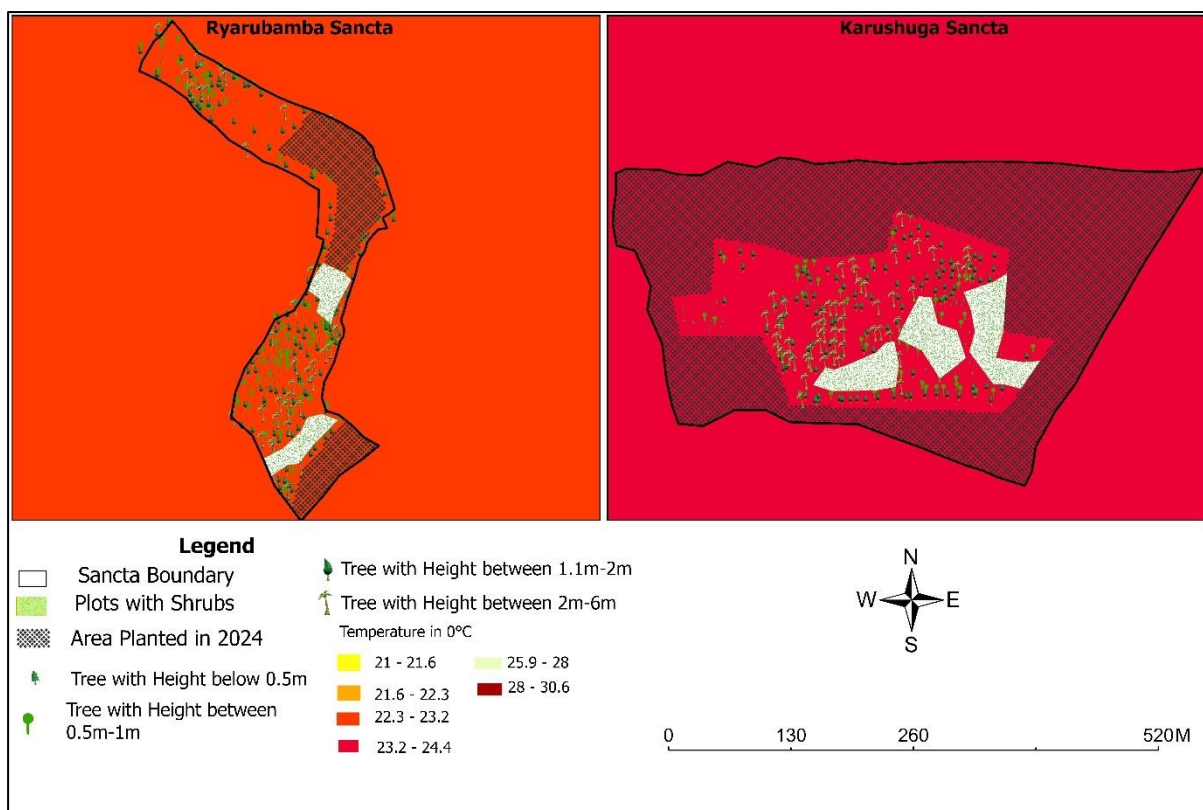 Ryarubamba Sancta
Karushuga Sancta
Legend
Sancta Boundary
Plots with Shrubs
Area Planted in 2024
Tree with Height below 0.5m
Tree with Height between
0.5m-1m
Tree with Height between 1.1m-2m
Tree with Height between 2m-6m
Temperature in 0°C
21 - 21.6
21.6 - 22.3
22.3 - 23.2
23.2 - 24.4
25.9 - 28
28 - 30.6
N
W E
S
0 130 260 520M